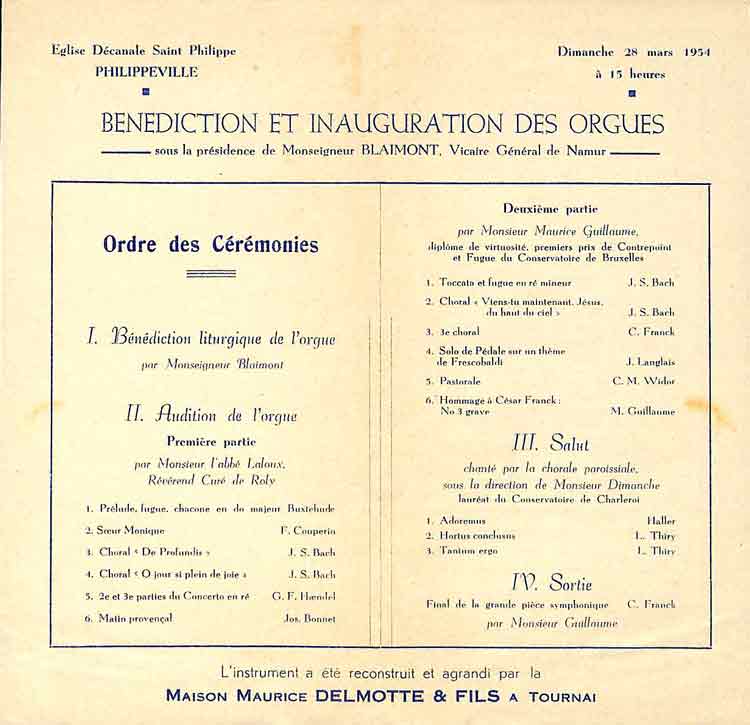 Eglise Décanale Saint Philippe
PHILIPPEVILLE
Dimanche 28 mars 1954
à 15 heures
BENEDICTION ET INAUGURATION DES ORGUES
sous la présidence de Monseigneur BLAIMONT, Vicaire Général de Namur
Ordre des Cérémonies
I. Bénédiction liturgique de l'orgue
par Monseigneur Blaimont
II. Audition de l'orgue
Première partie
par Monsieur l'abbé Laloux,
Révérend Curé de Roly
1. Prélude, fugue, chacone en do majeur Buxtehude
2. Sœur Monique F. Couperin
3. Choral « De Profundis » J. S. Bach
4. Choral « O jour si plein de joie » J. S. Bach
5. 2e et 3e parties du Concerto en ré G. F. Hændel
6. Matin provençal Jos. Bonnet
Deuxième partie
par Monsieur Maurice Guillaume,
diplôme de virtuosité, premiers prix de Contrepoint
et Fugue du Conservatoire de Bruxelles
1. Toccata et fugue en ré mineur J. S. Bach
2. Choral « Viens-tu maintenant, Jésus,
du haut du ciel » J. S. Bach
3. 3e choral C. Franck
4. Solo de Pédale sur un thème
de Frescobaldi J. Langlais
5. Pastorale C. M. Widor
6. Hommage à César Franck :
No 3 grave M. Guillaume
III. Salut
chanté par la chorale paroissiale,
sous la direction de Monsieur Dimanche
lauréat du Conservatoire de Charleroi
1. Adoremus Haller
2. Hortus conclusus L. Thiry
3. Tantum ergo L. Thiry
IV. Sortie
Final de la grande pièce symphonique C. Franck
par Monsieur Guillaume
L'instrument a été reconstruit et agrandi par la
MAISON MAURICE DELMOTTE & FILS A TOURNAI